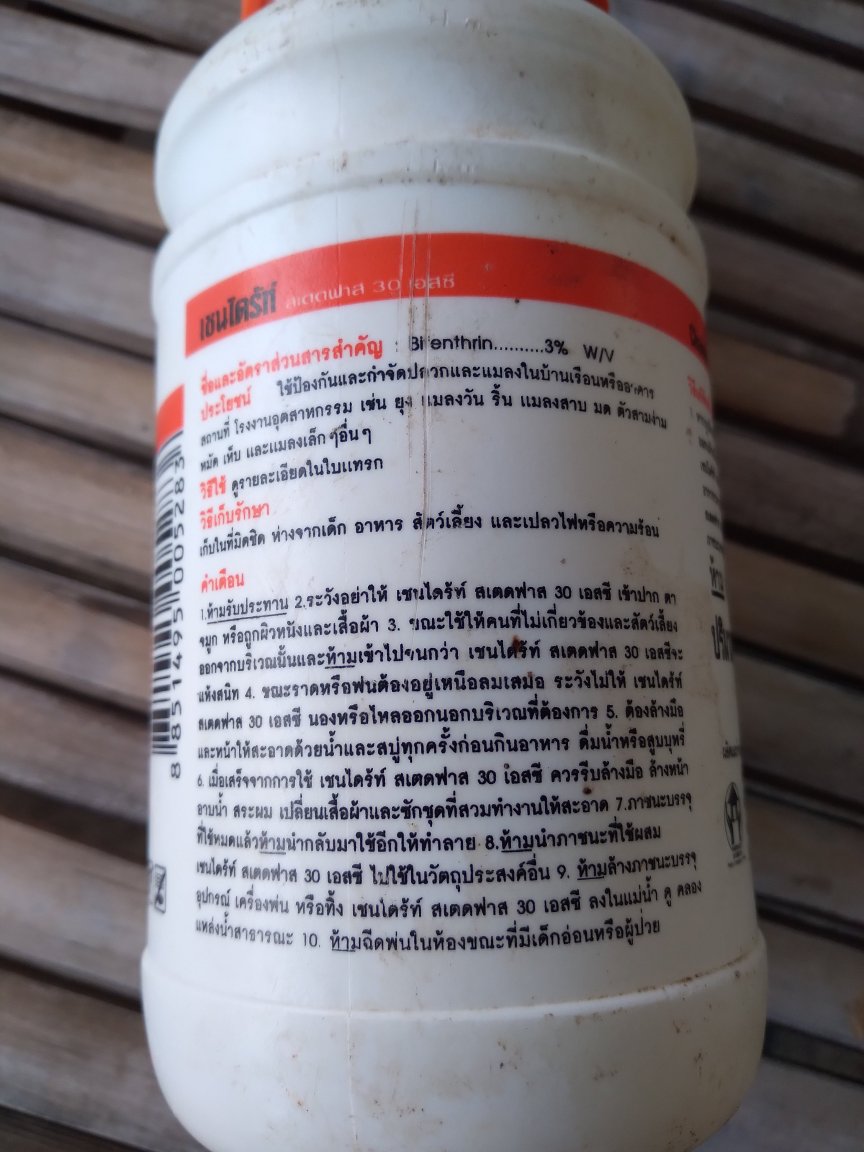 เชนไดร้ท์ สเตดฟาส 30 เอสซี
ชื่อและอัตราส่วนสารสำคัญ : Bifenthrin..........3% W/V
ประโยชน์ ใช้ป้องกันและกำจัดปลวกและแมลงในบ้านเรือนหรืออาคาร
สถานที่ โรงงานอุตสาหกรรม เช่น ยุง แมลงวัน ริ้น แมลงสาบ มด ตัวสามง่าม
หมัด เห็บ และแมลงเล็กๆอื่นๆ
วิธีใช้ ดูรายละเอียดในใบแทรก
วิธีเก็บรักษา
เก็บในที่มิดชิด ห่างจากเด็ก อาหาร สัตว์เลี้ยง และเปลวไฟหรือความร้อน
คำเตือน
1.ห้ามรับประทาน 2.ระวังอย่าให้ เชนไดร้ท์ สเตดฟาส 30 เอสซี เข้าปาก ตา
จมูก หรือถูกผิวหนังและเสื้อผ้า 3. ขณะใช้ให้คนที่ไม่เกี่ยวข้องและสัตว์เลี้ยง
ออกจากบริเวณนั้นและห้ามเข้าไปจนกว่า เชนไดร้ท์ สเตดฟาส 30 เอสซีจะ
แห้งสนิท 4. ขณะราดหรือพ่นต้องอยู่เหนือลมเสมอ ระวังไม่ให้ เชนไดร้ท์
สเตดฟาส 30 เอสซี นองหรือไหลออกนอกบริเวณที่ต้องการ 5. ต้องล้างมือ
และหน้าให้สะอาดด้วยน้ำและสบู่ทุกครั้งก่อนกินอาหาร ดื่มน้ำหรือสูบบุหรี่
6. เมื่อเสร็จจากการใช้ เชนไดร้ท์ สเตดฟาส 30 เอสซี ควรรีบล้างมือ ล้างหน้า
อาบน้ำ สระผม เปลี่ยนเสื้อผ้าและซักชุดที่สวมทำงานให้สะอาด 7.ภาชนะบรรจุ
ที่ใช้หมดแล้วห้ามนำกลับมาใช้อีกให้ทำลาย 8.ห้ามนำภาชนะที่ใช้ผสม
เชนไดร้ท์ สเตดฟาส 30 เอสซี ไปใช้ในวัตถุประสงค์อื่น 9. ห้ามล้างภาชนะบรรจุ
อุปกรณ์ เครื่องพ่น หรือทิ้ง เชนไดร้ท์ สเตดฟาส 30 เอสซี ลงในแม่น้ำ คู คลอง
แหล่งน้ำสาธารณะ 10. ห้ามฉีดพ่นในห้องขณะที่มีเด็กอ่อนหรือผู้ป่วย
8 851495 005283